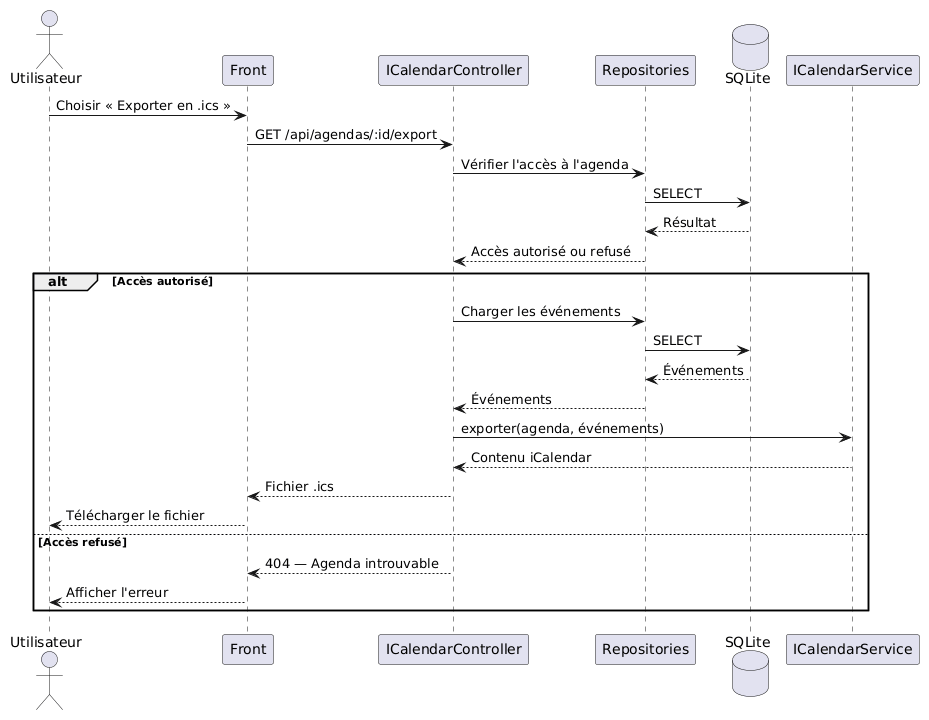 Utilisateur
Front
ICalendarController
Repositories
SQLite
ICalendarService
Choisir « Exporter en .ics »
GET /api/agendas/:id/export
Vérifier l'accès à l'agenda
SELECT
Résultat
Accès autorisé ou refusé
alt [Accès autorisé]
Charger les événements
SELECT
Événements
Événements
exporter(agenda, événements)
Contenu iCalendar
Fichier .ics
Télécharger le fichier
[Accès refusé]
404 — Agenda introuvable
Afficher l'erreur
Utilisateur
Front
ICalendarController
Repositories
SQLite
ICalendarService